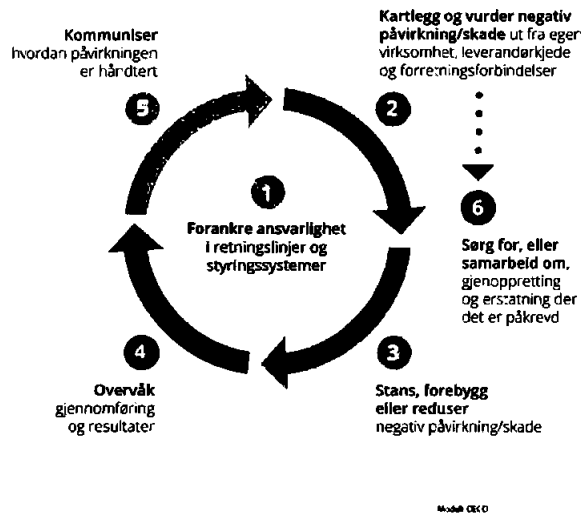 Kommuniser
hvordan påvirkningen
er håndtert
5
Kartlegg og vurder negativ
påvirkning/skade ut fra egen
virksomhet, leverandørkjede
og forretningsforbindelser
2
1
Forankre ansvarlighet
i retningslinjer og
styringssystemer
6
Sørg for, eller
samarbeid om,
gjenoppretting
og erstatning der
det er påkrevd
4
Overvåk
gjennomføring
og resultater
3
Stans, forebygg
eller reduser
negativ påvirkning/skade
Modell: OECD